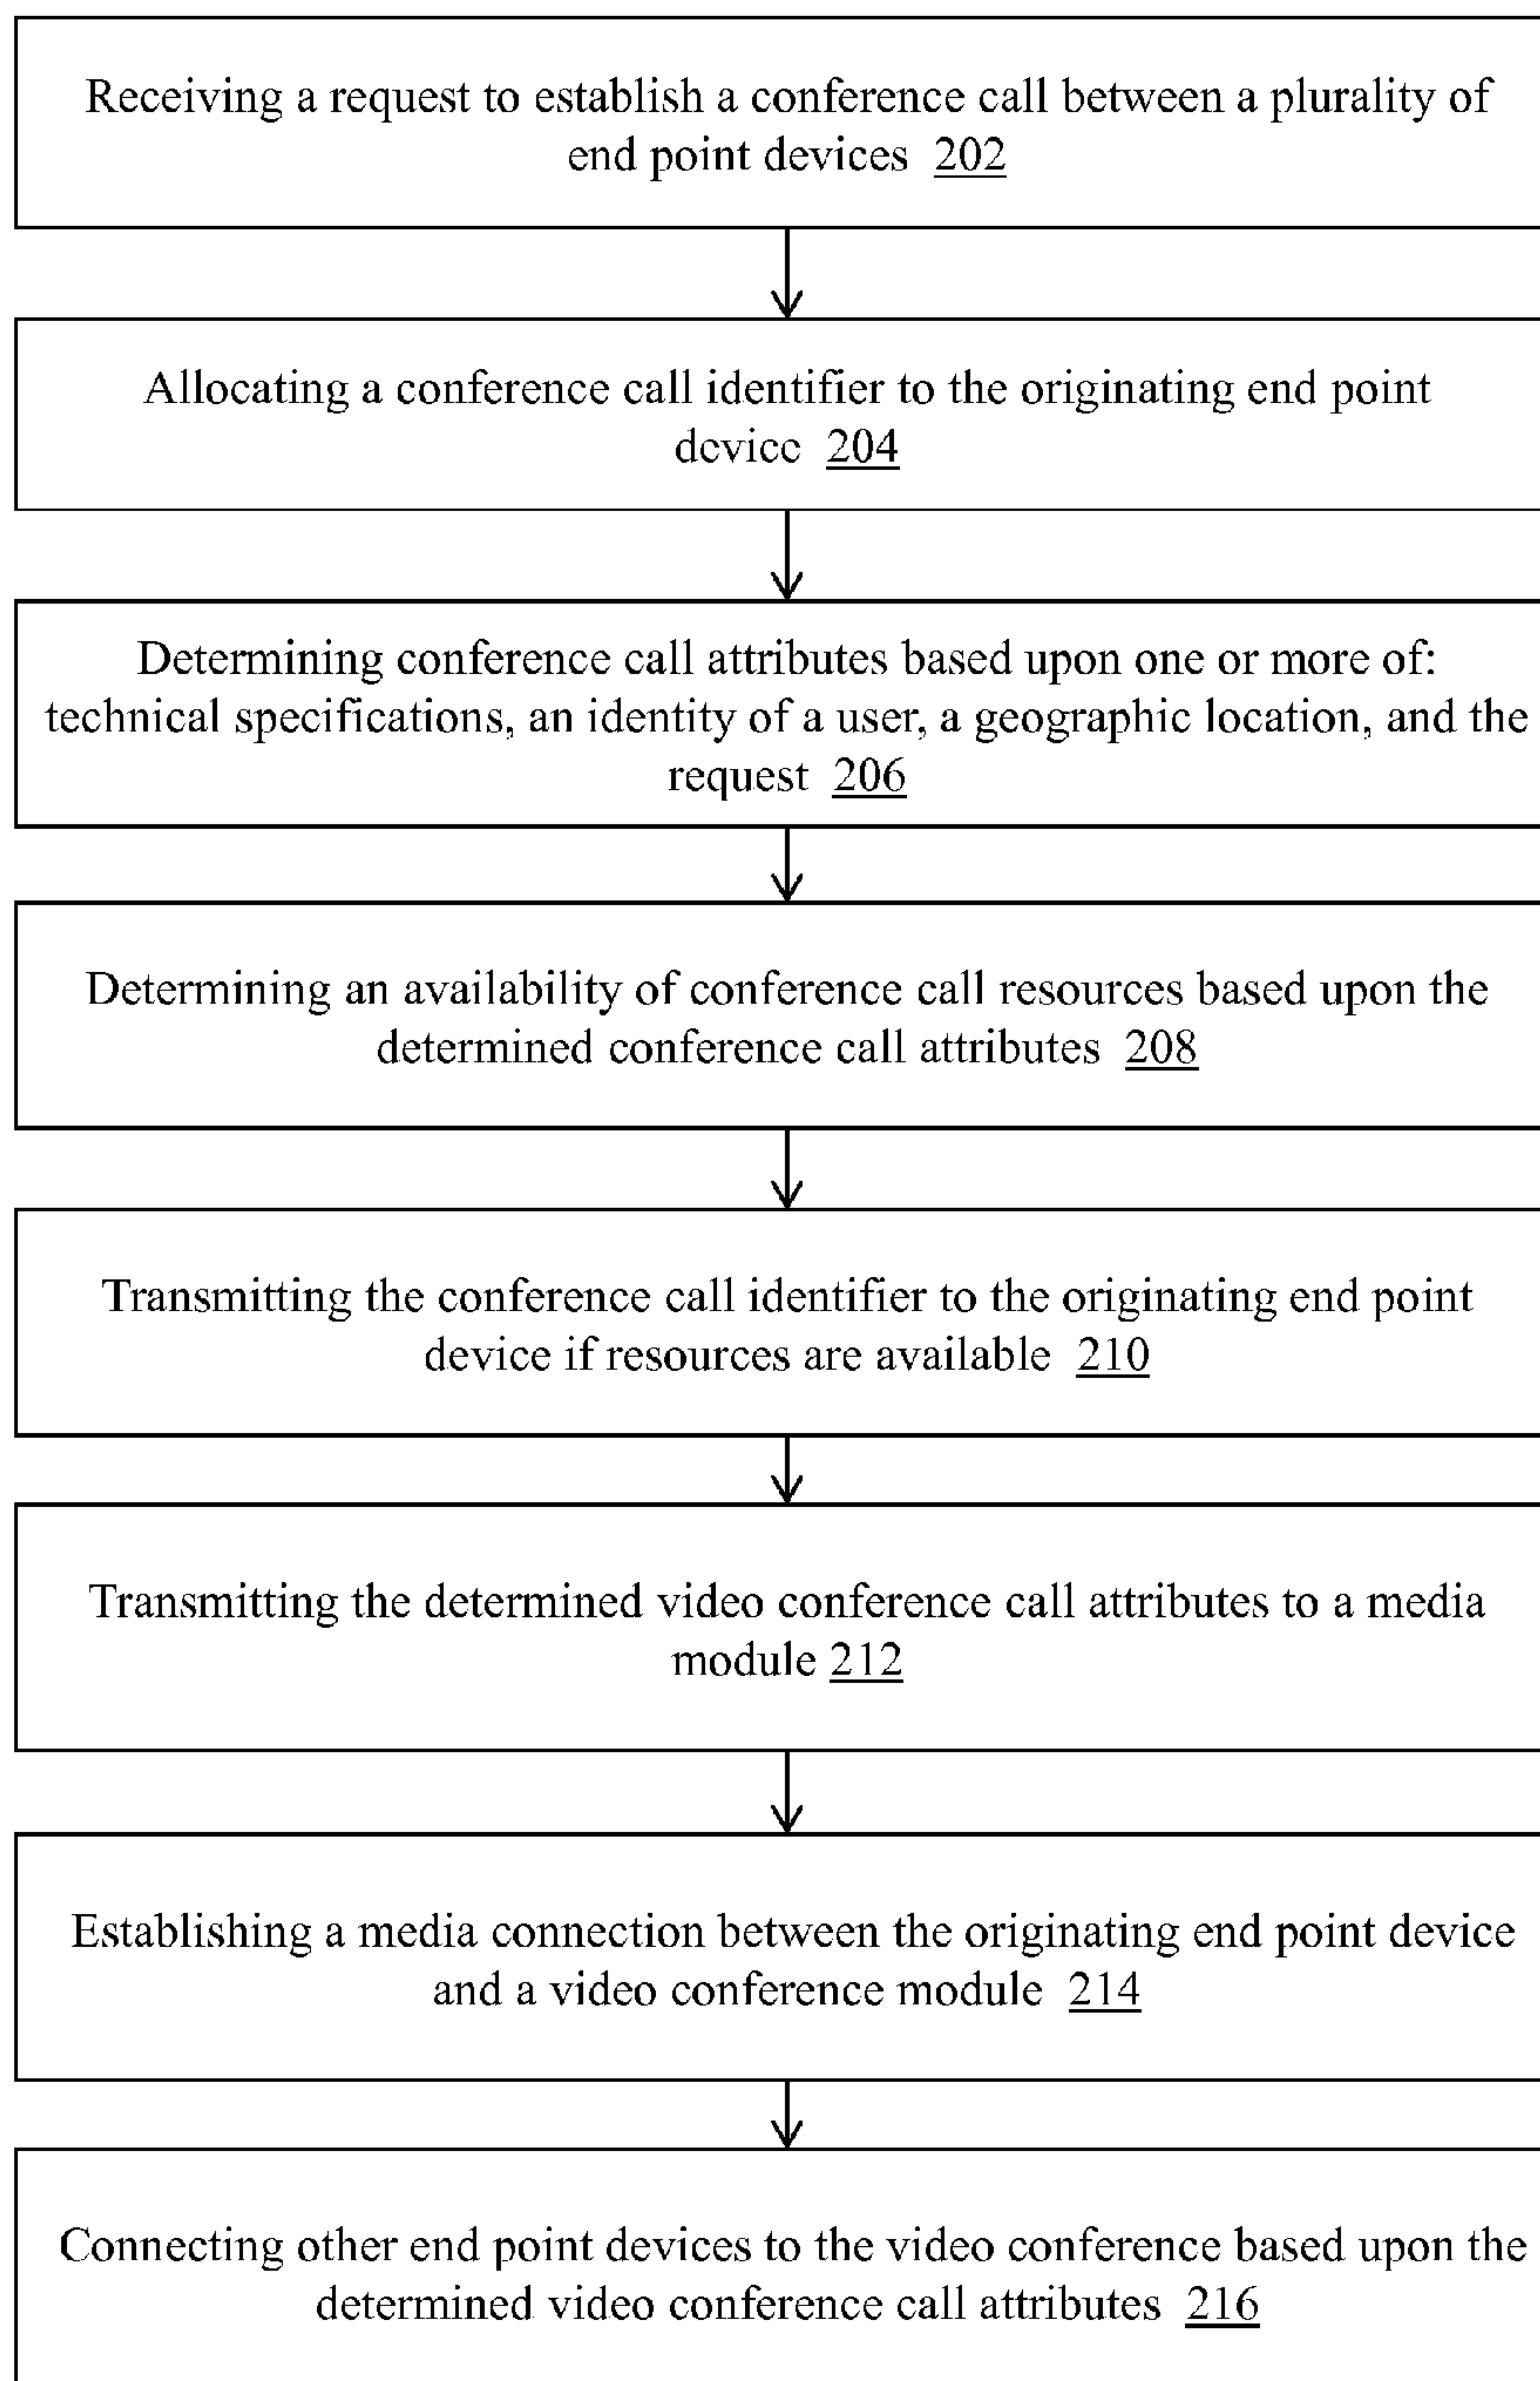 Receiving a request to establish a conference call between a plurality of
end point devices 202
Allocating a conference call identifier to the originating end point
device 204
Determining conference call attributes based upon one or more of:
technical specifications, an identity of a user, a geographic location, and the
request 206
Determining an availability of conference call resources based upon the
determined conference call attributes 208
Transmitting the conference call identifier to the originating end point
device if resources are available 210
Transmitting the determined video conference call attributes to a media
module 212
Establishing a media connection between the originating end point device
and a video conference module 214
Connecting other end point devices to the video conference based upon the
determined video conference call attributes 216